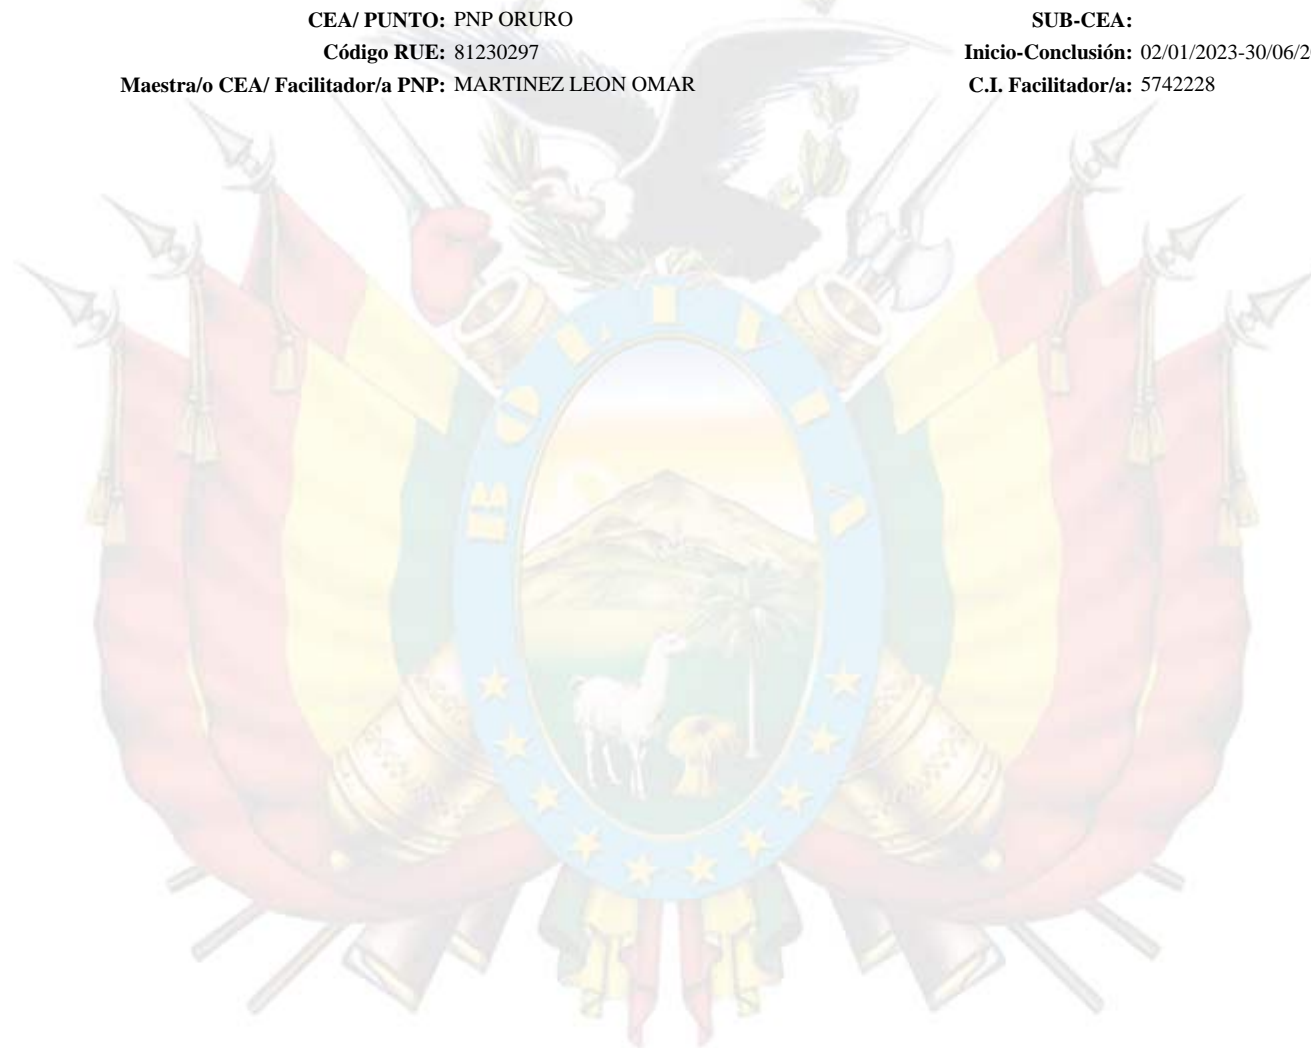 CEA/ PUNTO: PNP ORURO SUB-CEA:
Código RUE: 81230297 Inicio-Conclusión: 02/01/2023-30/06/2
Maestra/o CEA/ Facilitador/a PNP: MARTINEZ LEON OMAR C.I. Facilitador/a: 5742228
BOLIVIA